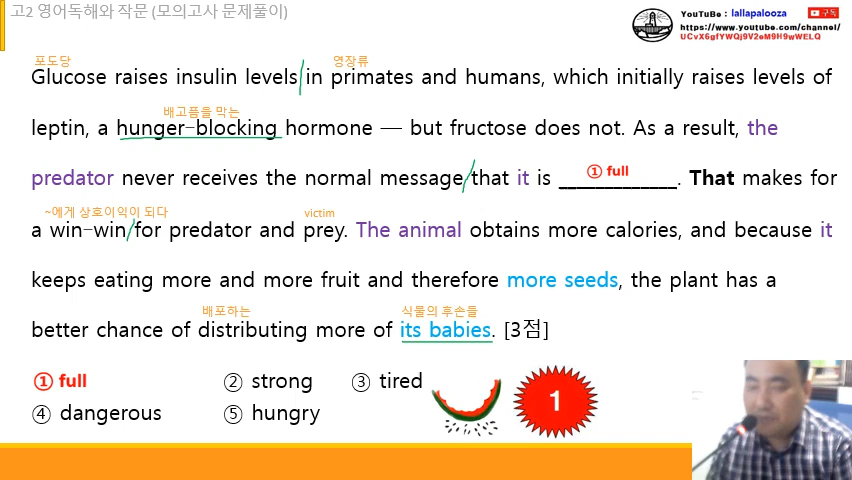 고2 영어독해와 작문 (모의고사 문제풀이)
YouTuBe : lallapalooza 구독
https://www.youtube.com/channel/
UCvX6gfYWQj9V2eM9H9wWELQ
포도당 영장류
Glucose raises insulin levels in primates and humans, which initially raises levels of
배고픔을 막는
leptin, a hunger-blocking hormone — but fructose does not. As a result, the
predator never receives the normal message that it is ① full. That makes for
~에게 상호이익이 되다 victim
a win-win for predator and prey. The animal obtains more calories, and because it
keeps eating more and more fruit and therefore more seeds, the plant has a
배포하는 식물의 후손들
better chance of distributing more of its babies. [3점]
① full ② strong ③ tired
④ dangerous ⑤ hungry
1